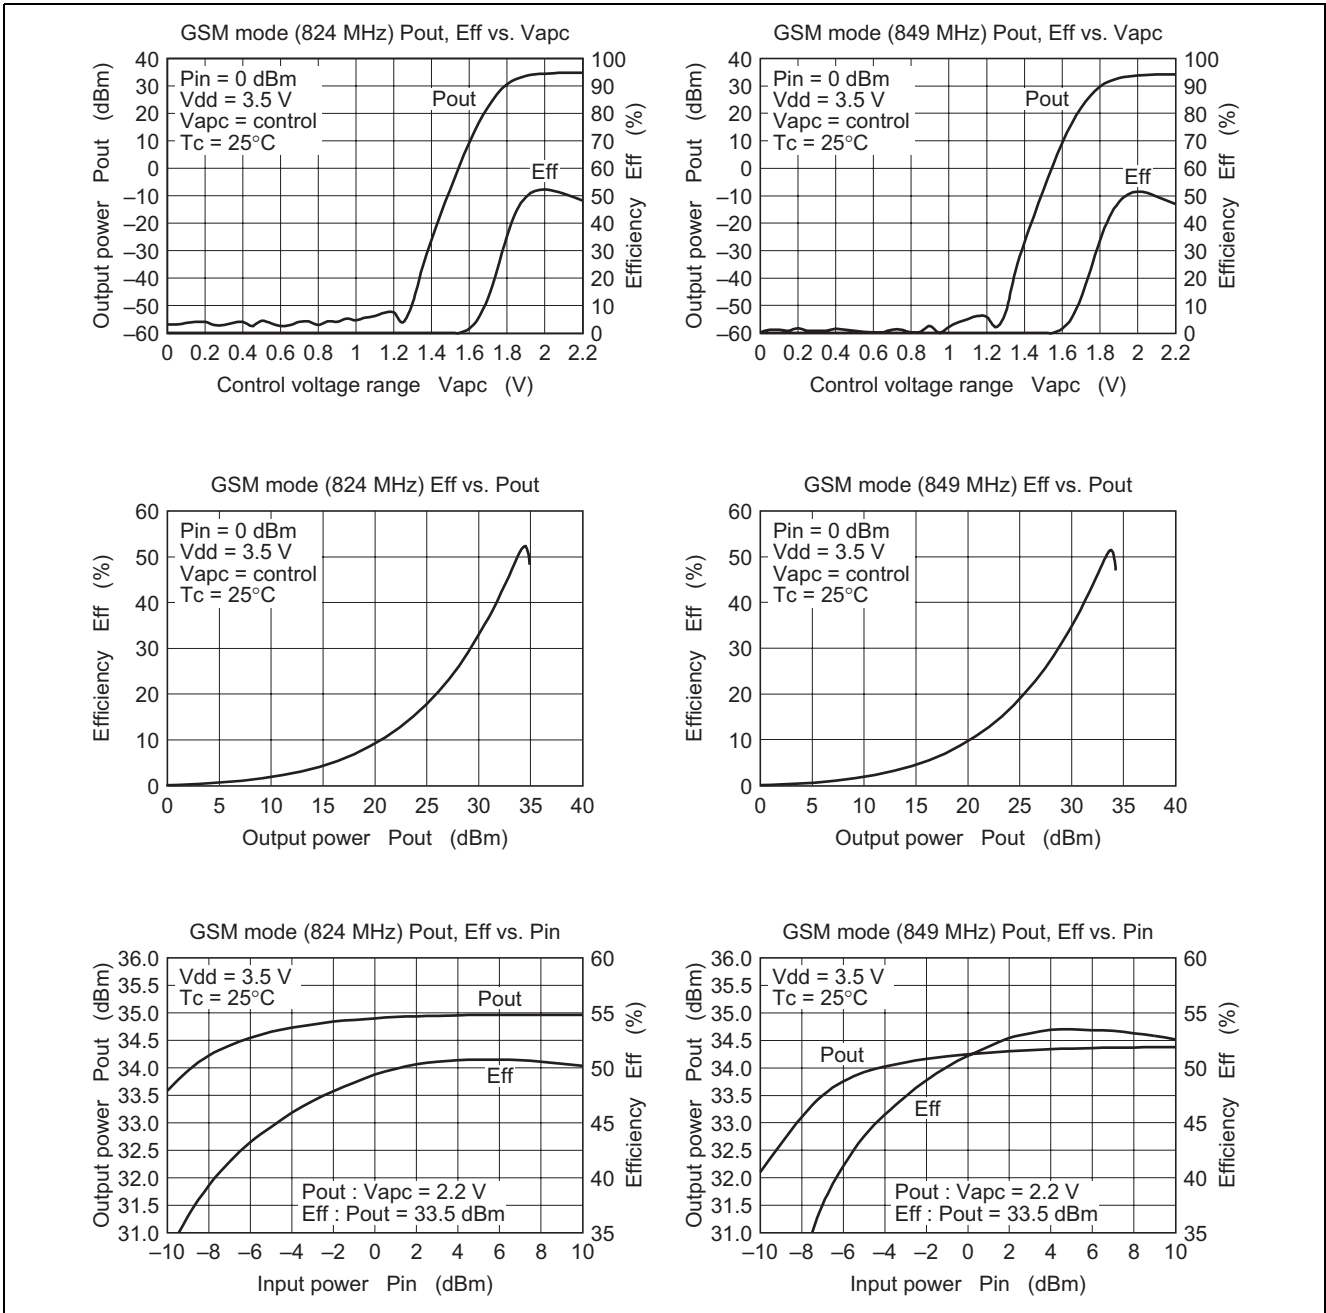 GSM mode (824 MHz) Pout, Eff vs. Vapc
Output power Pout (dBm)
40
30
20
10
0
–10
–20
–30
–40
–50
–60
Pin = 0 dBm
Vdd = 3.5 V
Vapc = control
Tc = 25°C
Pout
Eff
100
90
80
70
60
50
40
30
20
10
0
Efficiency Eff (%)
0 0.2 0.4 0.6 0.8 1 1.2 1.4 1.6 1.8 2 2.2
Control voltage range Vapc (V)
GSM mode (849 MHz) Pout, Eff vs. Vapc
Output power Pout (dBm)
40
30
20
10
0
–10
–20
–30
–40
–50
–60
Pin = 0 dBm
Vdd = 3.5 V
Vapc = control
Tc = 25°C
Pout
Eff
100
90
80
70
60
50
40
30
20
10
0
Efficiency Eff (%)
0 0.2 0.4 0.6 0.8 1 1.2 1.4 1.6 1.8 2 2.2
Control voltage range Vapc (V)
GSM mode (824 MHz) Eff vs. Pout
Efficiency Eff (%)
60
50
40
30
20
10
0
Pin = 0 dBm
Vdd = 3.5 V
Vapc = control
Tc = 25°C
0 5 10 15 20 25 30 35 40
Output power Pout (dBm)
GSM mode (849 MHz) Eff vs. Pout
Efficiency Eff (%)
60
50
40
30
20
10
0
Pin = 0 dBm
Vdd = 3.5 V
Vapc = control
Tc = 25°C
0 5 10 15 20 25 30 35 40
Output power Pout (dBm)
GSM mode (824 MHz) Pout, Eff vs. Pin
Output power Pout (dBm)
36.0
35.5
35.0
34.5
34.0
33.5
33.0
32.5
32.0
31.5
31.0
Vdd = 3.5 V
Tc = 25°C
Pout
Eff
Pout : Vapc = 2.2 V
Eff : Pout = 33.5 dBm
60
55
50
45
40
35
Efficiency Eff (%)
–10 –8 –6 –4 –2 0 2 4 6 8 10
Input power Pin (dBm)
GSM mode (849 MHz) Pout, Eff vs. Pin
Output power Pout (dBm)
36.0
35.5
35.0
34.5
34.0
33.5
33.0
32.5
32.0
31.5
31.0
Vdd = 3.5 V
Tc = 25°C
Pout
Eff
Pout : Vapc = 2.2 V
Eff : Pout = 33.5 dBm
60
55
50
45
40
35
Efficiency Eff (%)
–10 –8 –6 –4 –2 0 2 4 6 8 10
Input power Pin (dBm)